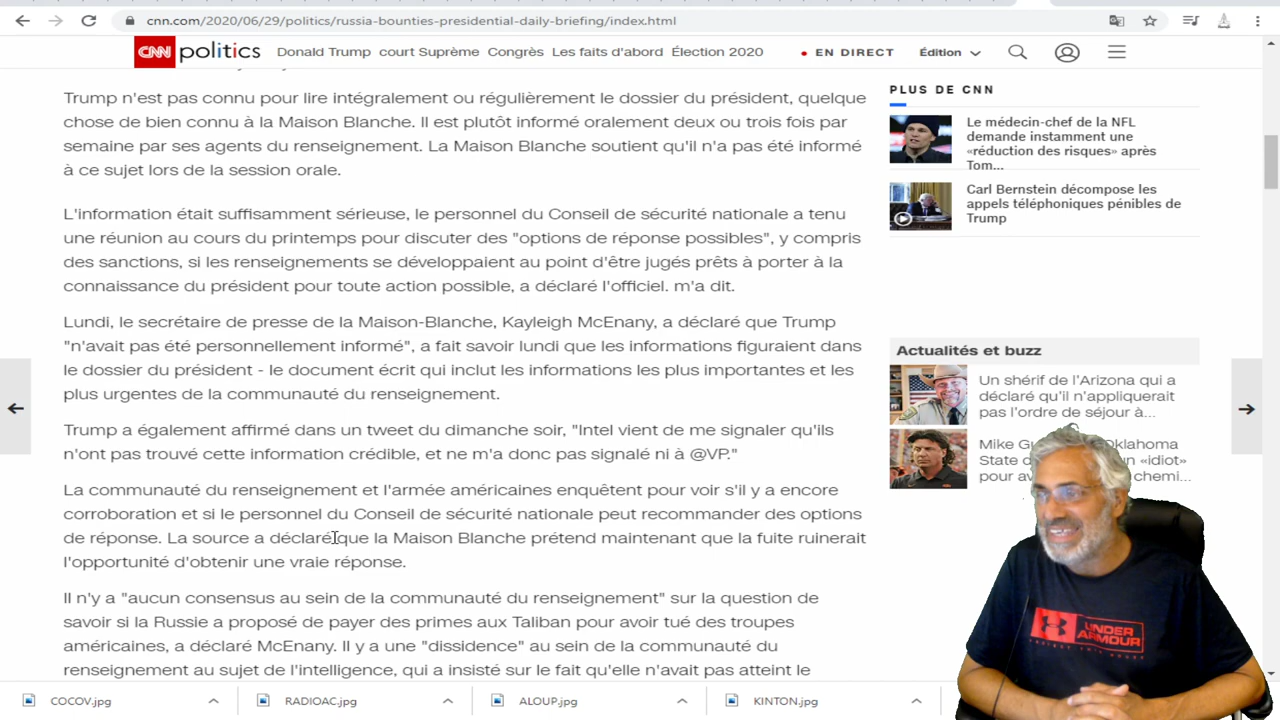 cnn.com/2020/06/29/politics/russia-bounties-presidential-daily-briefing/index.html
CNN politics Donald Trump court Suprême Congrès Les faits d'abord Élection 2020 EN DIRECT Édition
Trump n'est pas connu pour lire intégralement ou régulièrement le dossier du président, quelque
chose de bien connu à la Maison Blanche. Il est plutôt informé oralement deux ou trois fois par
semaine par ses agents du renseignement. La Maison Blanche soutient qu'il n'a pas été informé
à ce sujet lors de la session orale.
L'information était suffisamment sérieuse, le personnel du Conseil de sécurité nationale a tenu
une réunion au cours du printemps pour discuter des "options de réponse possibles", y compris
des sanctions, si les renseignements se développaient au point d'être jugés prêts à porter à la
connaissance du président pour toute action possible, a déclaré l'officiel. m'a dit.
Lundi, le secrétaire de presse de la Maison-Blanche, Kayleigh McEnany, a déclaré que Trump
"n'avait pas été personnellement informé", a fait savoir lundi que les informations figuraient dans
le dossier du président - le document écrit qui inclut les informations les plus importantes et les
plus urgentes de la communauté du renseignement.
Trump a également affirmé dans un tweet du dimanche soir, "Intel vient de me signaler qu'ils
n'ont pas trouvé cette information crédible, et ne m'a donc pas signalé ni à @VP."
La communauté du renseignement et l'armée américaines enquêtent pour voir s'il y a encore
corroboration et si le personnel du Conseil de sécurité nationale peut recommander des options
de réponse. La source a déclaré que la Maison Blanche prétend maintenant que la fuite ruinerait
l'opportunité d'obtenir une vraie réponse.
Il n'y a "aucun consensus au sein de la communauté du renseignement" sur la question de
savoir si la Russie a proposé de payer des primes aux Taliban pour avoir tué des troupes
américaines, a déclaré McEnany. Il y a une "dissidence" au sein de la communauté du
renseignement au sujet de l'intelligence, qui a insisté sur le fait qu'elle n'avait pas atteint le
PLUS DE CNN
Le médecin-chef de la NFL
demande instamment une
«réduction des risques» après
Tom...
Carl Bernstein décompose les
appels téléphoniques pénibles de
Trump
Actualités et buzz
Un shérif de l'Arizona qui a
déclaré qu'il n'appliquerait
pas l'ordre de séjour à...
Mike Oklahoma
State d un «idiot»
pour av chemi...
UNDER
ARMOUR
COCOV.jpg RADIOAC.jpg ALOUP.jpg KINTON.jpg